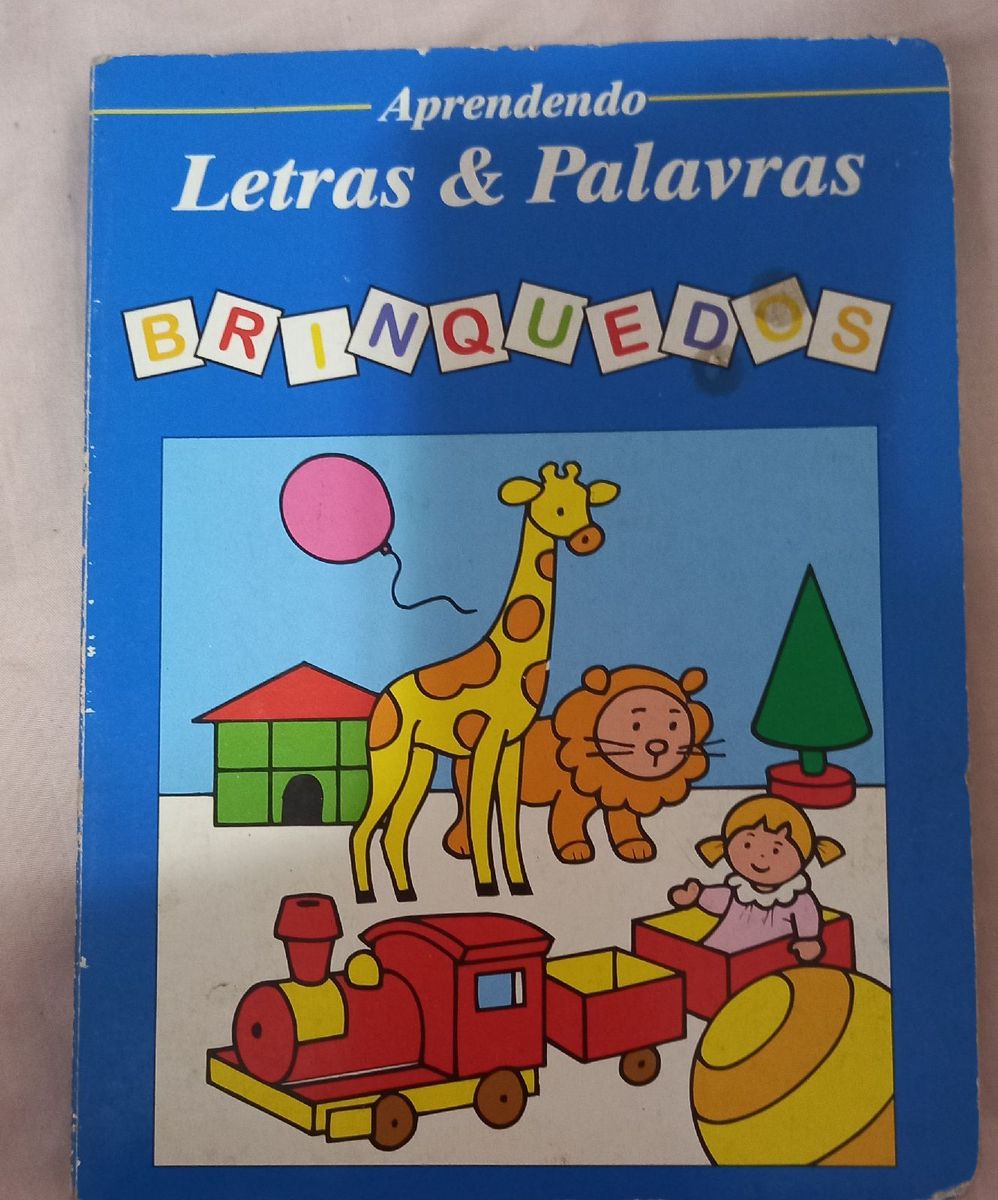 Aprendendo
Letras & Palavras
BRINQUEDOS